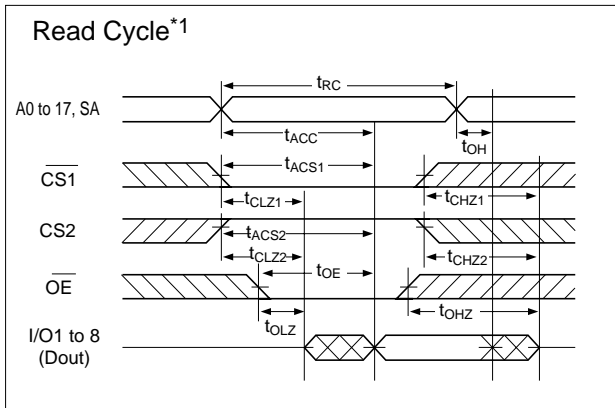 Read Cycle*1
tRC
A0 to 17, SA
tACC
tOH
tACS1
CS1
tCLZ1
tCHZ1
CS2
tACS2
tCLZ2
tCHZ2
tOE
OE
tOHZ
tOLZ
I/O1 to 8
(Dout)